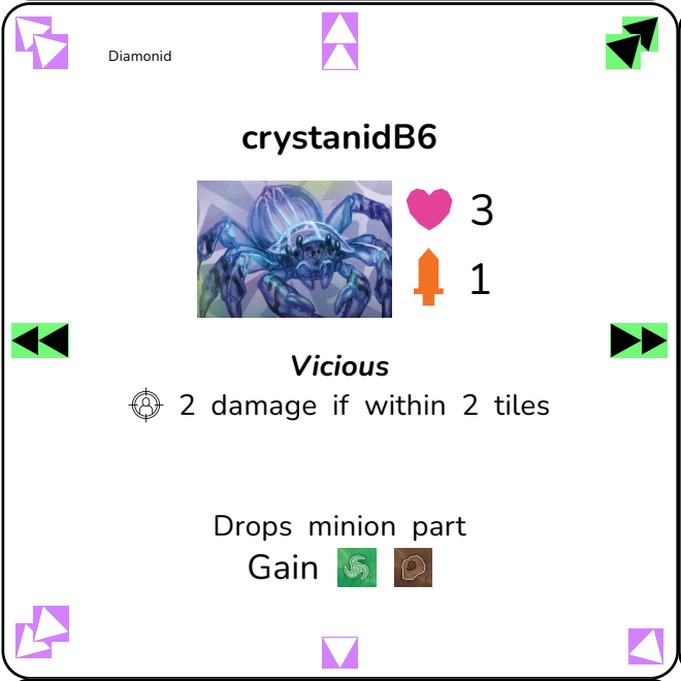 Diamonid
crystanidB6
3
1
Vicious
2 damage if within 2 tiles
Drops minion part
Gain